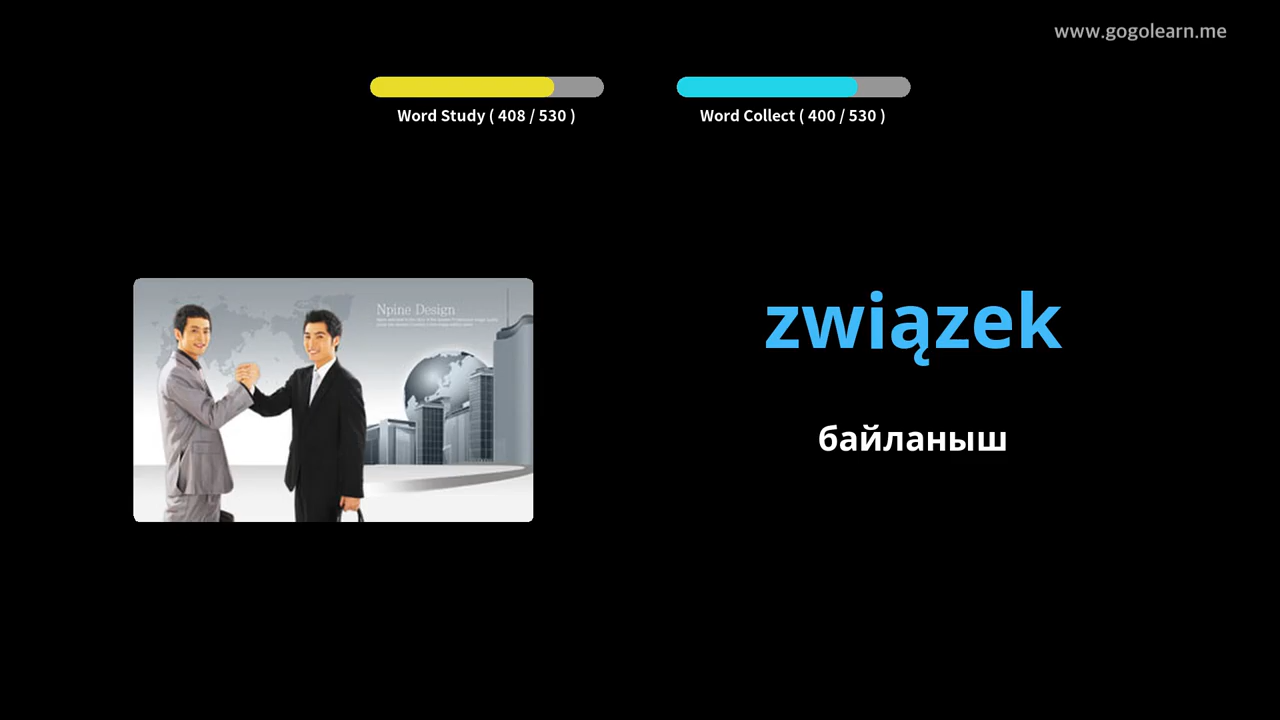 www.gogolearn.me
Word Study ( 408 / 530 )
Word Collect ( 400 / 530 )
Npine Design
związek
байланыш